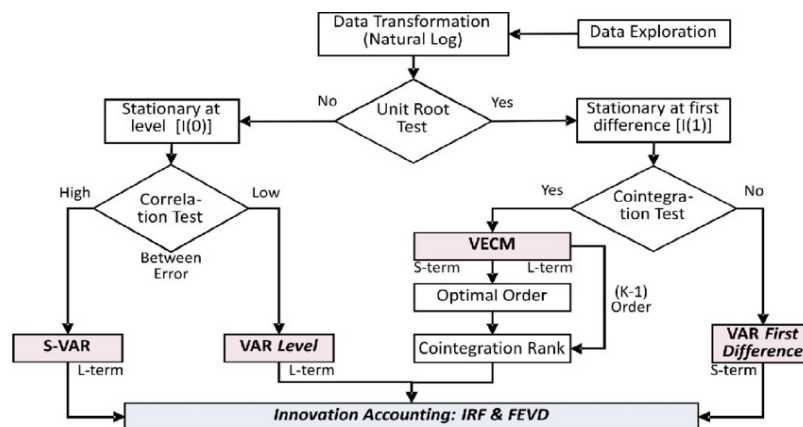 Data Transformation
(Natural Log)
Data Exploration
No
Unit Root
Test
Yes
Stationary at
level [I(0)]
Stationary at first
difference [I(1)]
High
Correla-
tion Test
Low
Between
Error
Yes
Cointegra-
tion Test
No
VECM
S-term
L-term
Optimal Order
(K-1)
Order
Cointegration Rank
S-VAR
L-term
VAR Level
L-term
VAR First
Difference
S-term
Innovation Accounting: IRF & FEVD